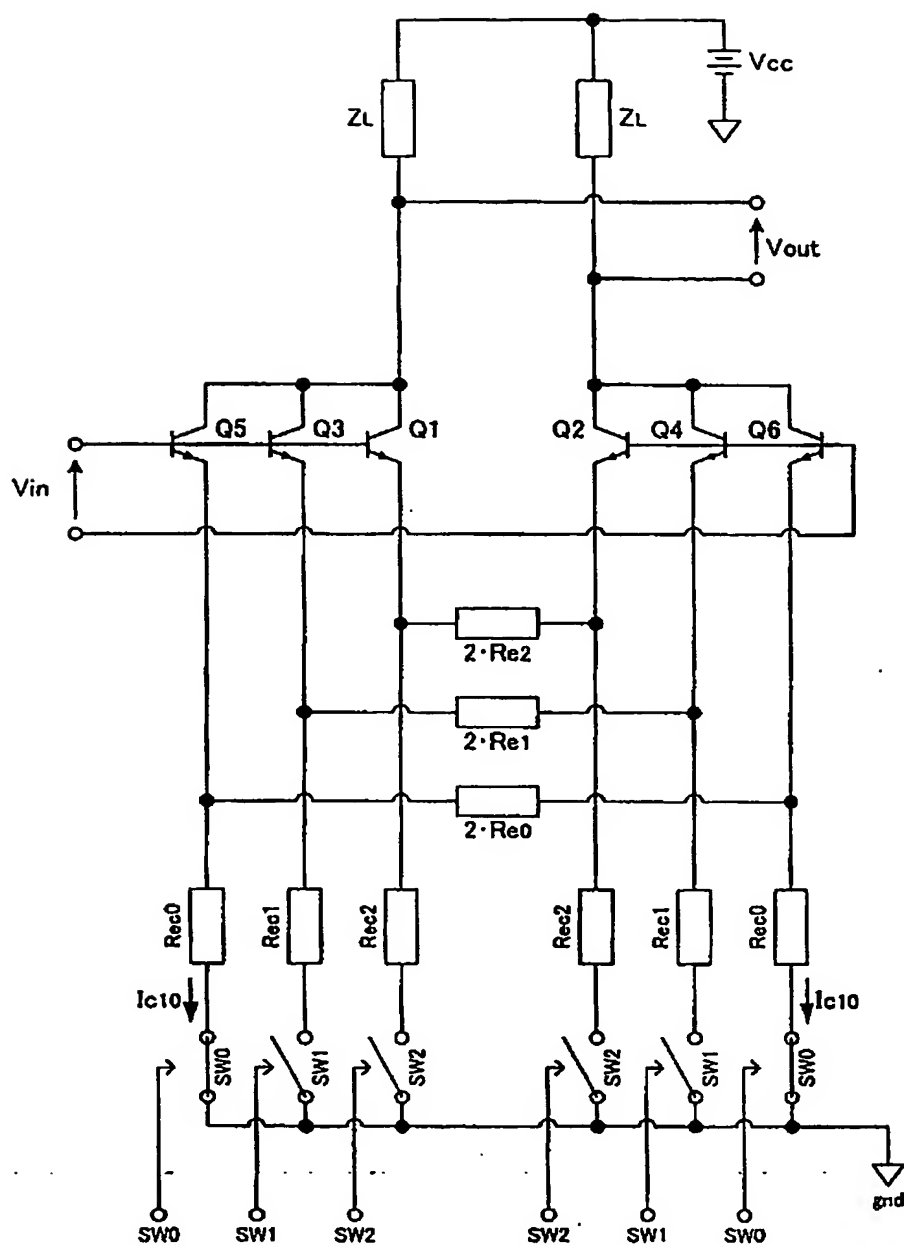 Vcc
ZL ZL
Vout
Q5 Q3 Q1 Q2 Q4 Q6
Vin
2·Re2
2·Re1
2·Re0
Rec0 Rec1 Rec2 Rec2 Rec1 Rec0
Ic10 Ic10
SW0 SW1 SW2 SW2 SW1 SW0
gnd
SW0 SW1 SW2 SW2 SW1 SW0